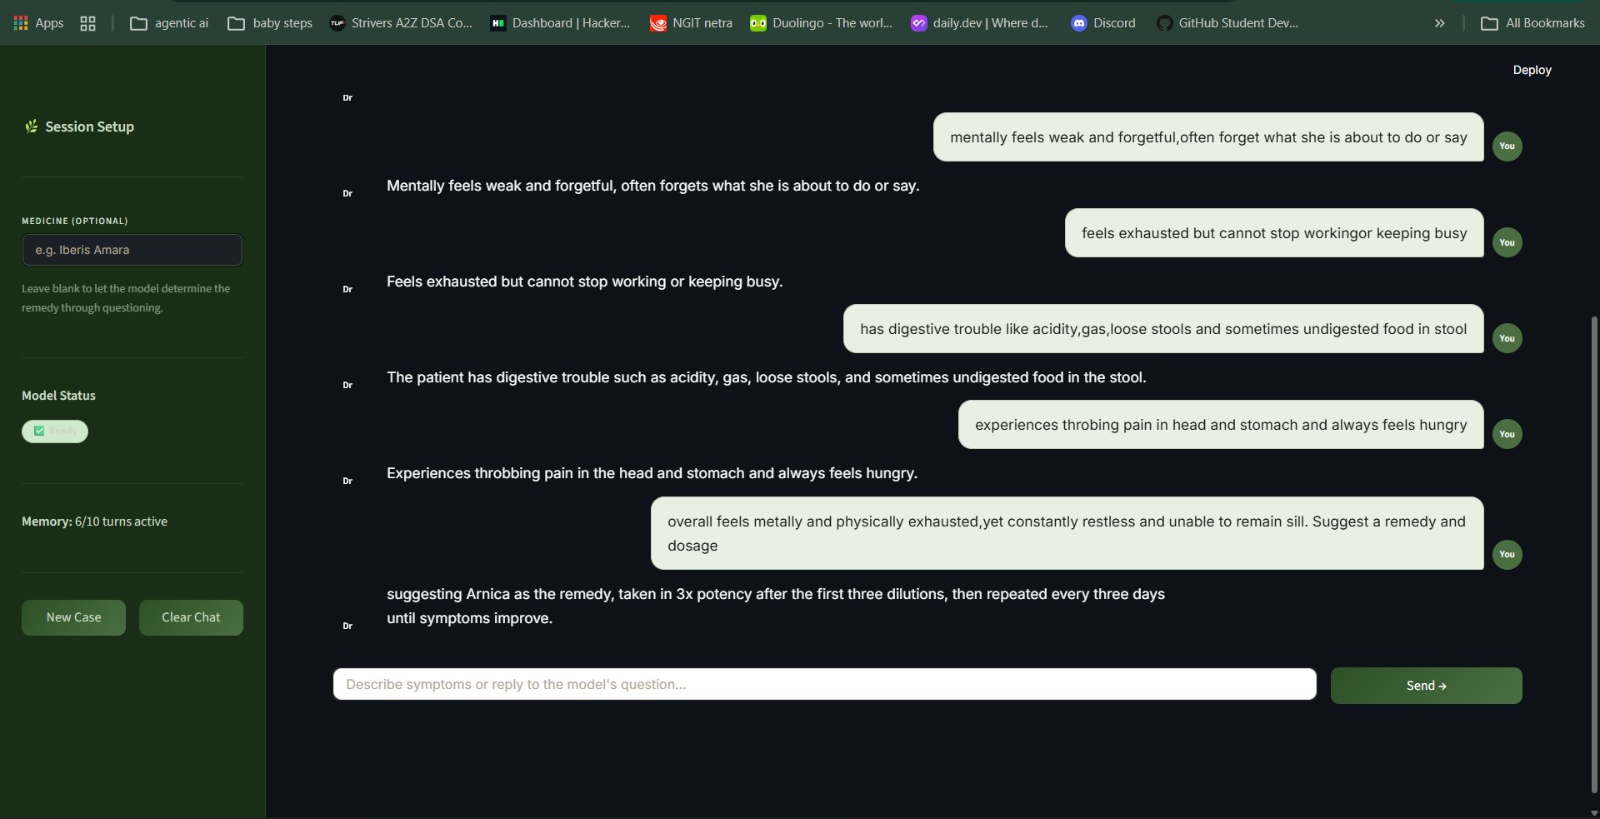 Apps
agentic ai
baby steps
TUF
Strivers A2Z DSA Co...
H
Dashboard | Hacker...
NGIT netra
Duolingo - The worl...
daily.dev | Where d...
Discord
GitHub Student Dev...
»
All Bookmarks
Deploy
Session Setup
MEDICINE (OPTIONAL)
e.g. Iberis Amara
Leave blank to let the model determine the
remedy through questioning.
Model Status
Ready
Memory: 6/10 turns active
New Case
Clear Chat
Dr
mentally feels weak and forgetful,often forget what she is about to do or say
You
Mentally feels weak and forgetful, often forgets what she is about to do or say.
Dr
feels exhausted but cannot stop workingor keeping busy
You
Feels exhausted but cannot stop working or keeping busy.
Dr
has digestive trouble like acidity,gas,loose stools and sometimes undigested food in stool
You
The patient has digestive trouble such as acidity, gas, loose stools, and sometimes undigested food in the stool.
Dr
experiences throbing pain in head and stomach and always feels hungry
You
Experiences throbbing pain in the head and stomach and always feels hungry.
Dr
overall feels metally and physically exhausted,yet constantly restless and unable to remain sill. Suggest a remedy and
dosage
You
suggesting Arnica as the remedy, taken in 3x potency after the first three dilutions, then repeated every three days
until symptoms improve.
Dr
Describe symptoms or reply to the model's question...
Send →